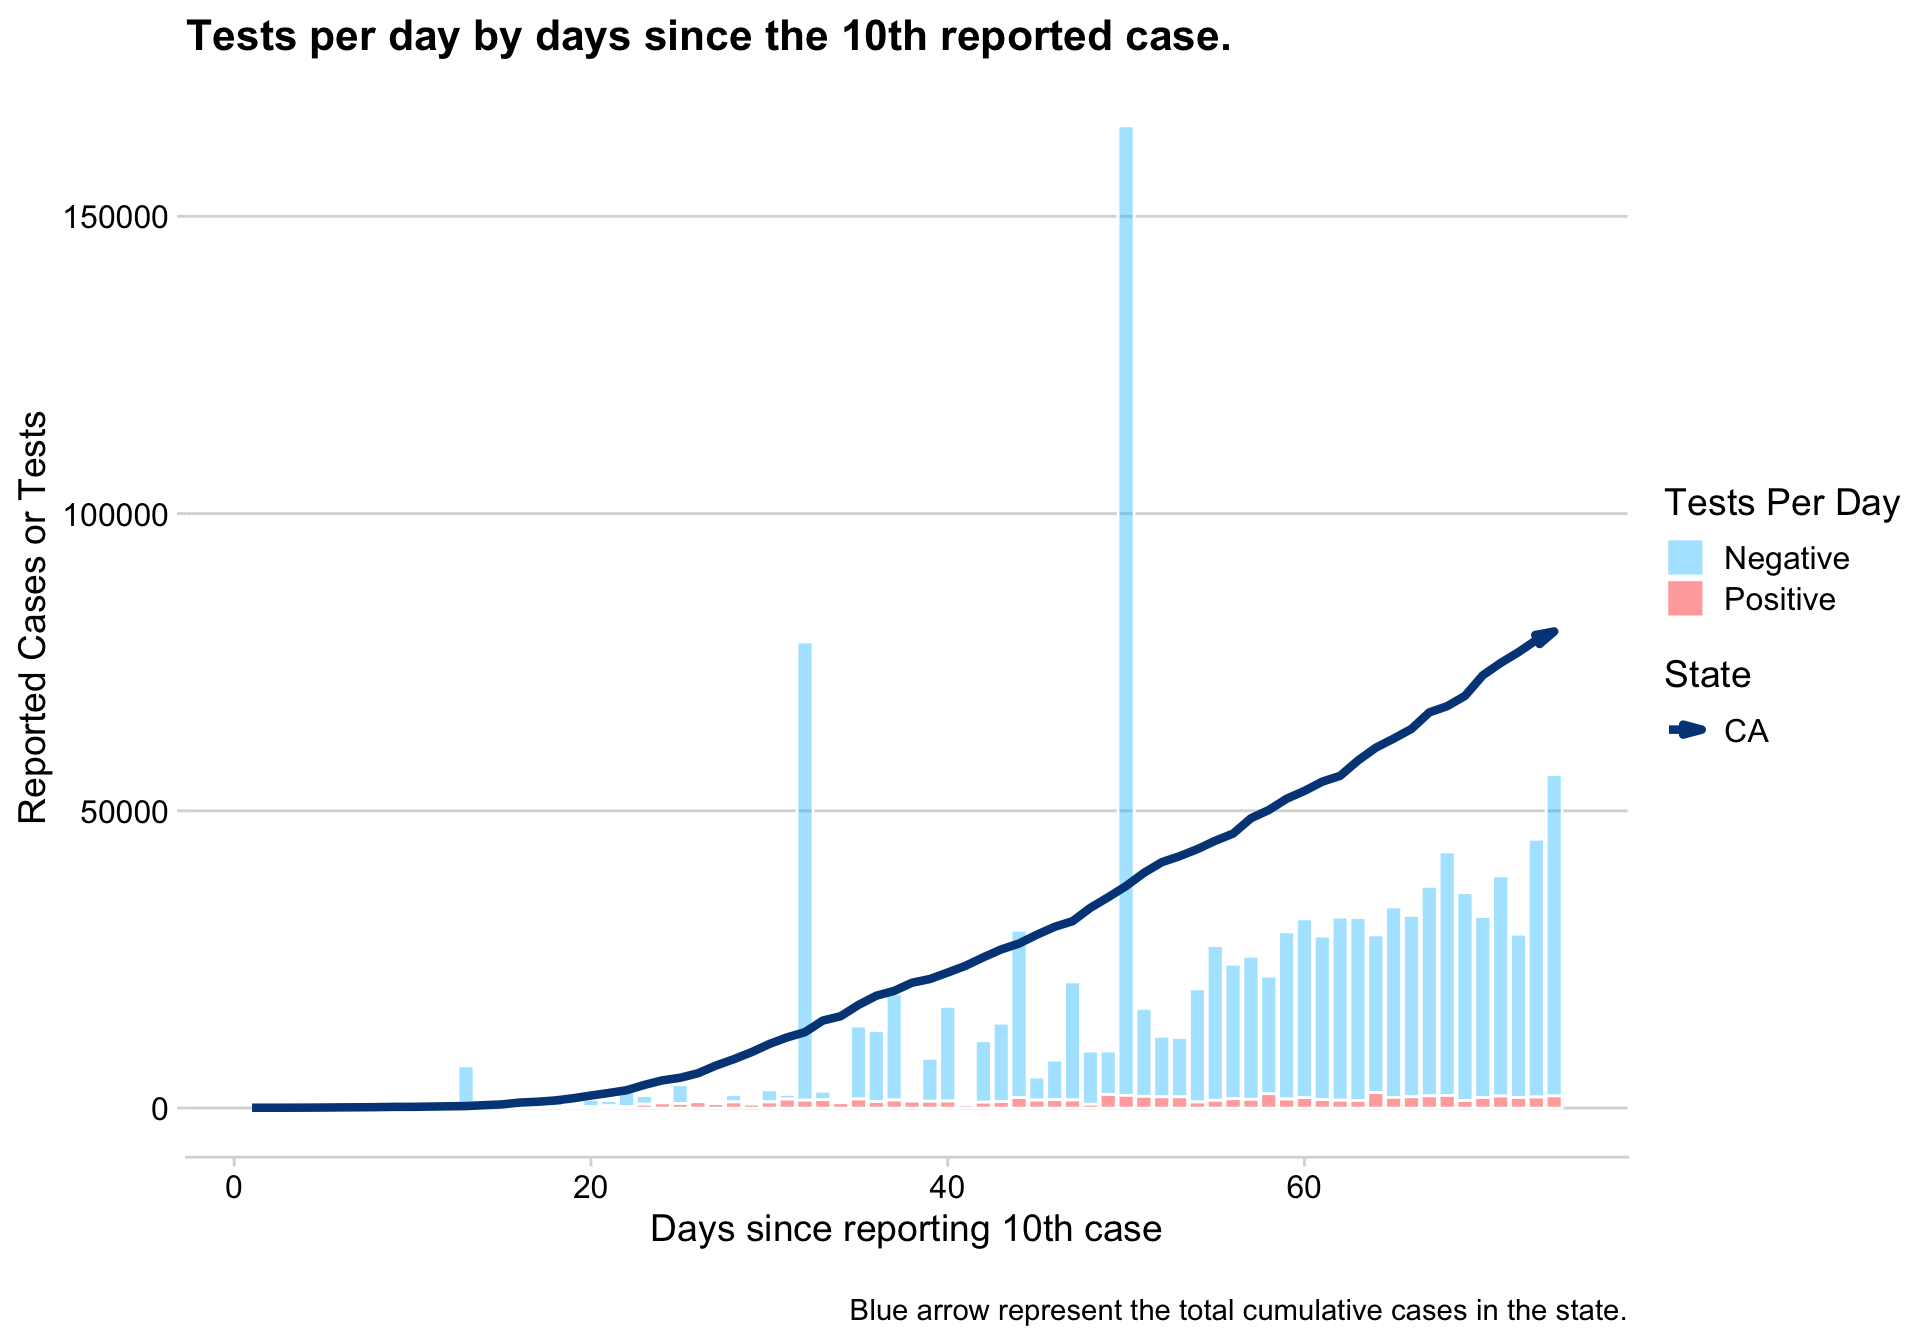 Tests per day by days since the 10th reported case.
Reported Cases or Tests
150000
100000
50000
0
0
20
40
60
Days since reporting 10th case
Tests Per Day
Negative
Positive
State
CA
Blue arrow represent the total cumulative cases in the state.